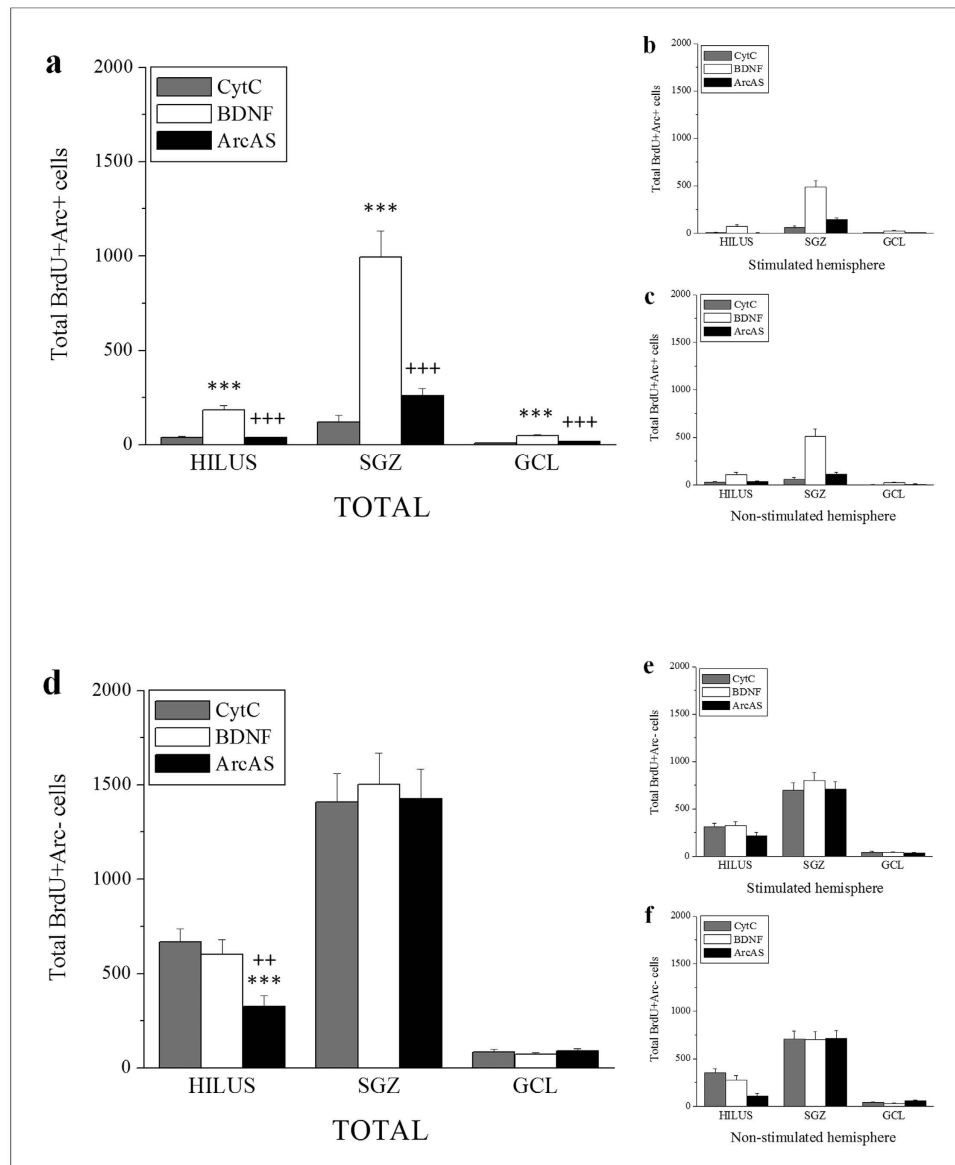 a
Total BrdU+Arc+ cells
2000
1500
1000
500
0
CytC
BDNF
ArcAS
***
+++
***
+++
***
+++
HILUS SGZ GCL
TOTAL
b
Total BrdU+Arc+ cells
2000
1500
1000
500
0
CytC
BDNF
ArcAS
HILUS SGZ GCL
Stimulated hemisphere
c
Total BrdU+Arc+ cells
2000
1500
1000
500
0
CytC
BDNF
ArcAS
HILUS SGZ GCL
Non-stimulated hemisphere
d
Total BrdU+Arc- cells
2000
1500
1000
500
0
CytC
BDNF
ArcAS
++
***
HILUS SGZ GCL
TOTAL
e
Total BrdU+Arc- cells
2000
1500
1000
500
0
CytC
BDNF
ArcAS
HILUS SGZ GCL
Stimulated hemisphere
f
Total BrdU+Arc- cells
2000
1500
1000
500
0
CytC
BDNF
ArcAS
HILUS SGZ GCL
Non-stimulated hemisphere